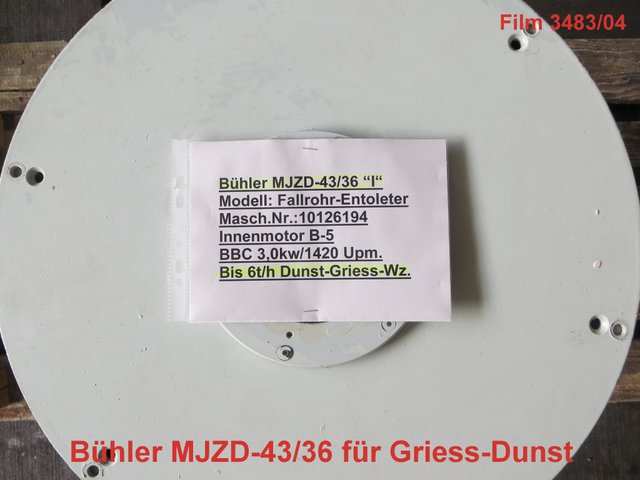 Film 3483/04
Bühler MJZD-43/36 “I“
Modell: Fallrohr-Entoleter
Masch.Nr.:10126194
Innenmotor B-5
BBC 3,0kw/1420 Upm.
Bis 6t/h Dunst-Griess-Wz.
Bühler MJZD-43/36 für Griess-Dunst